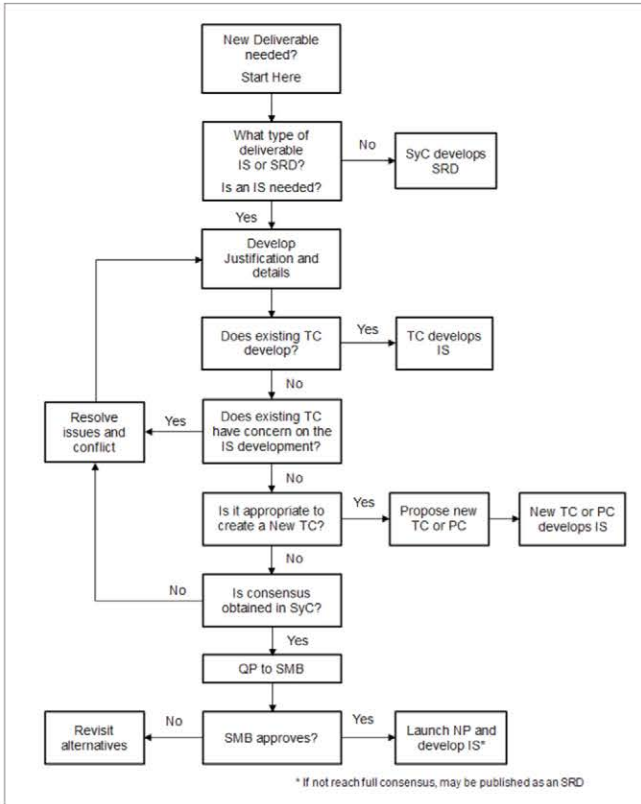 New Deliverable
needed?
Start Here
What type of
deliverable
IS or SRD?
Is an IS needed?
No
SyC develops
SRD
Yes
Develop
Justification and
details
Does existing TC
develop?
Yes
TC develops
IS
No
Resolve
issues and
conflict
Yes
Does existing TC
have concern on the
IS development?
No
Is it appropriate to
create a New TC?
Yes
Propose new
TC or PC
New TC or PC
develops IS
No
No
Is consensus
obtained in SyC?
Yes
QP to SMB
Revisit
alternatives
No
SMB approves?
Yes
Launch NP and
develop IS*
* If not reach full consensus, may be published as an SRD